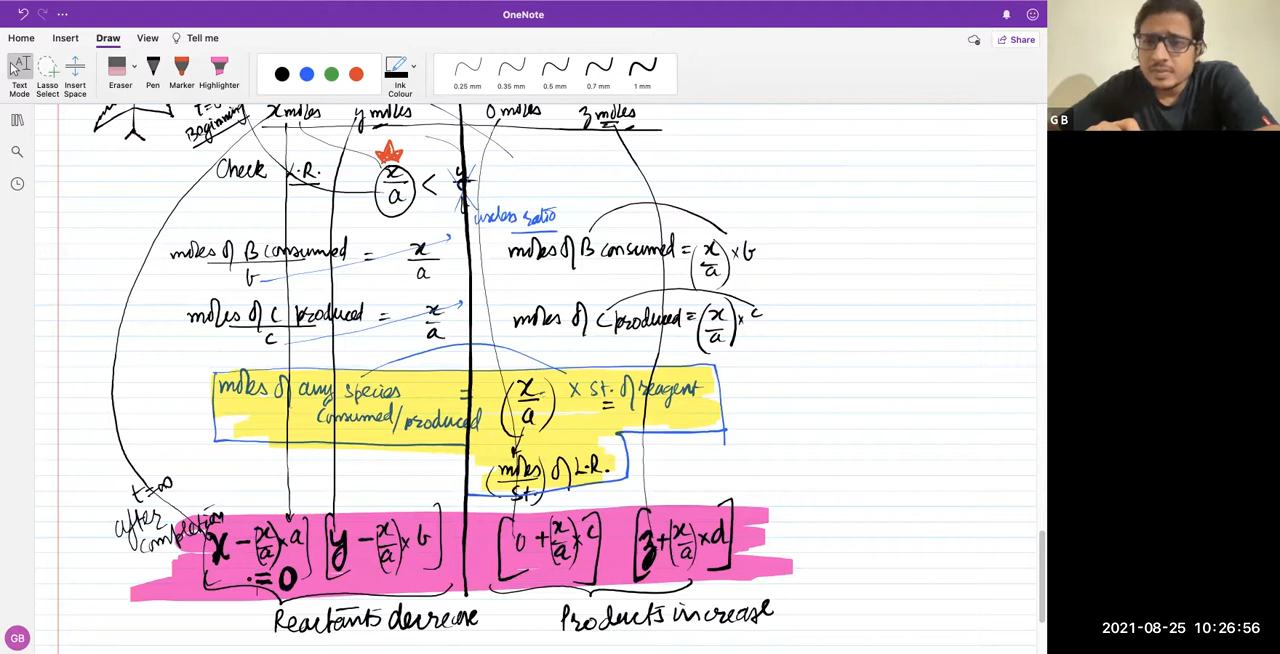 OneNote
Home Insert Draw View Tell me
Share
Text Mode
Lasso Select
Insert Space
Eraser
Pen
Marker
Highlighter
Ink Colour
0.25 mm 0.35 mm 0.5 mm 0.7 mm 1 mm
G B
Beginning
x moles y moles 0 moles z moles
Check L.R. x/a < y
useless ratio
moles of B consumed / b = x/a
moles of B consumed = (x/a) × b
moles of C produced / c = x/a
moles of C produced = (x/a) × c
moles of any species consumed/produced = (x/a) × St. of reagent
(moles/St.) of L.R.
t=∞
after completion
[x − (x/a) × a] [y − (x/a) × b] [0 + (x/a) × c] [z + (x/a) × d]
= 0
Reactants decrease Products increase
GB
2021-08-25 10:26:56